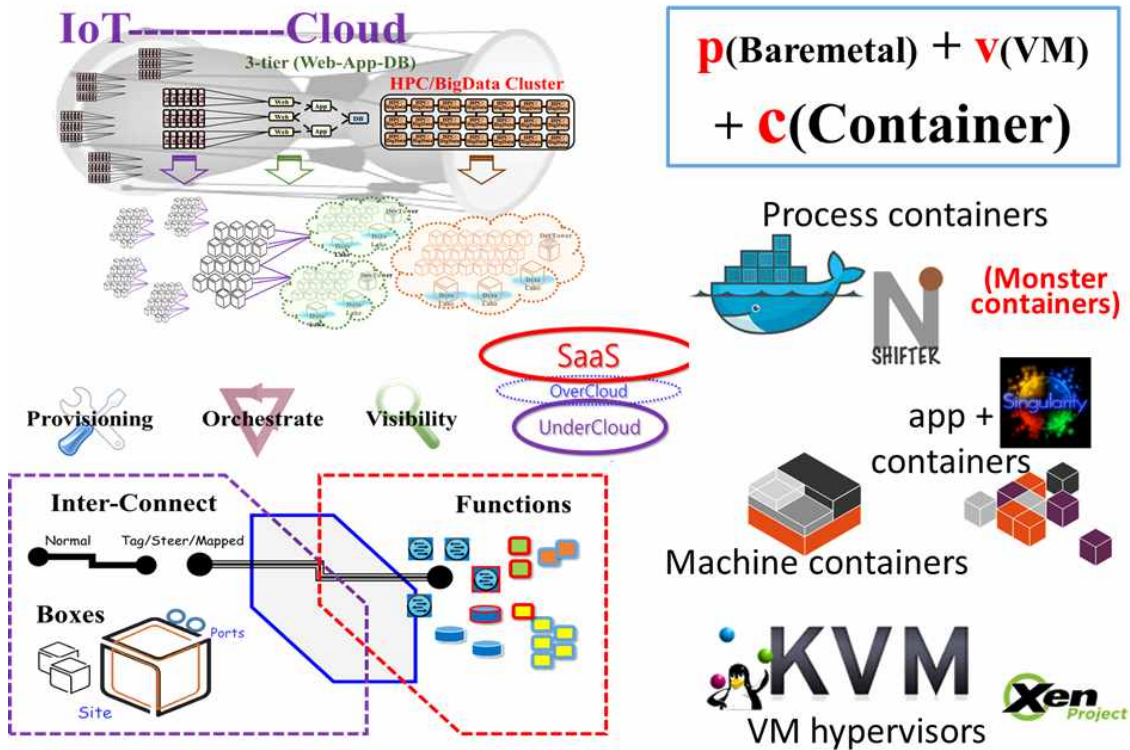 IoT-----------Cloud
3-tier (Web-App-DB)
HPC/BigData Cluster
Web
App
Web
DB
App
Web
p(Baremetal) + v(VM)
+ c(Container)
Process containers
(Monster
containers)
SHIFTER
SaaS
OverCloud
UnderCloud
Provisioning
Orchestrate
Visibility
app +
Singularity
containers
Machine containers
Inter-Connect
Functions
Normal
Tag/Steer/Mapped
Boxes
Ports
Site
KVM
VM hypervisors
Xen
Project